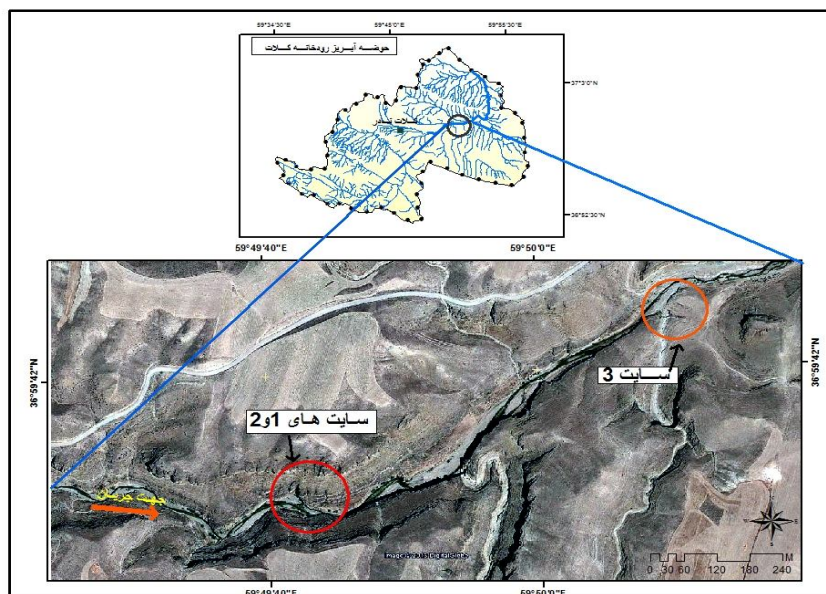 59°34'30"E
59°45'0"E
59°55'30"E
حوضه آبریز رودخانه کلات
37°3'0"N
کلات نادر
36°52'30"N
59°49'40"E
59°50'0"E
36°59'42"N
36°59'42"N
سایت 3
سایت های 1و2
جهت جریان
0 30 60 120 180 240 M
59°49'40"E
59°50'0"E